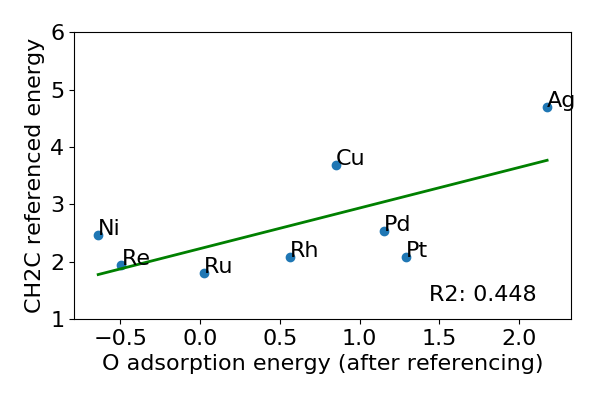 6
5
4
3
2
1
CH2C referenced energy
Ag
Cu
Ni
Pd
Re
Rh
Pt
Ru
R2: 0.448
−0.5 0.0 0.5 1.0 1.5 2.0
O adsorption energy (after referencing)